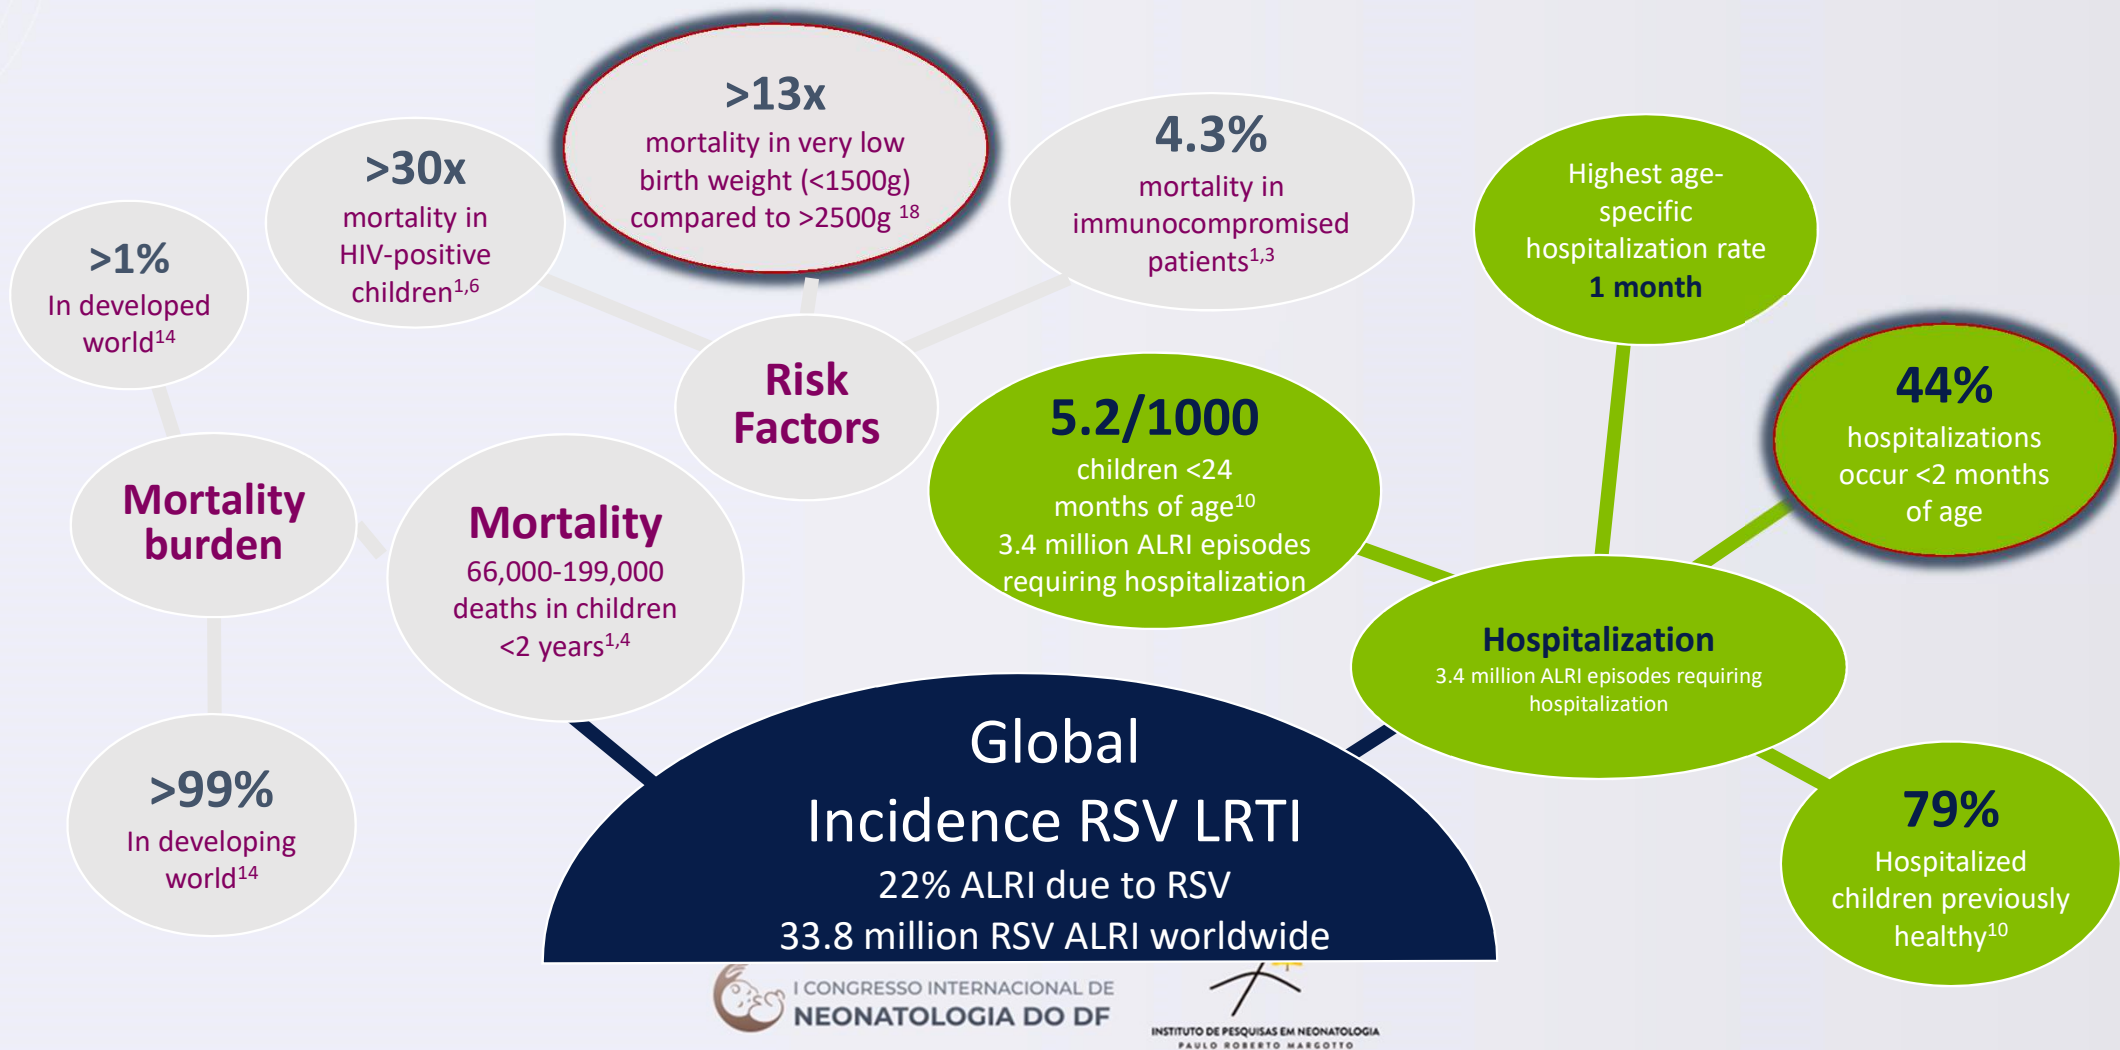 >13x
mortality in very low
birth weight (<1500g)
compared to >2500g 18
>30x
mortality in
HIV-positive
children1,6
4.3%
mortality in
immunocompromised
patients1,3
>1%
In developed
world14
Risk
Factors
Mortality
burden
Mortality
66,000-199,000
deaths in children
<2 years1,4
>99%
In developing
world14
Highest age-
specific
hospitalization rate
1 month
5.2/1000
children <24
months of age10
3.4 million ALRI episodes
requiring hospitalization
44%
hospitalizations
occur <2 months
of age
Hospitalization
3.4 million ALRI episodes requiring
hospitalization
79%
Hospitalized
children previously
healthy10
Global
Incidence RSV LRTI
22% ALRI due to RSV
33.8 million RSV ALRI worldwide
I CONGRESSO INTERNACIONAL DE
NEONATOLOGIA DO DF
INSTITUTO DE PESQUISAS EM NEONATOLOGIA
PAULO ROBERTO MARGOTTO